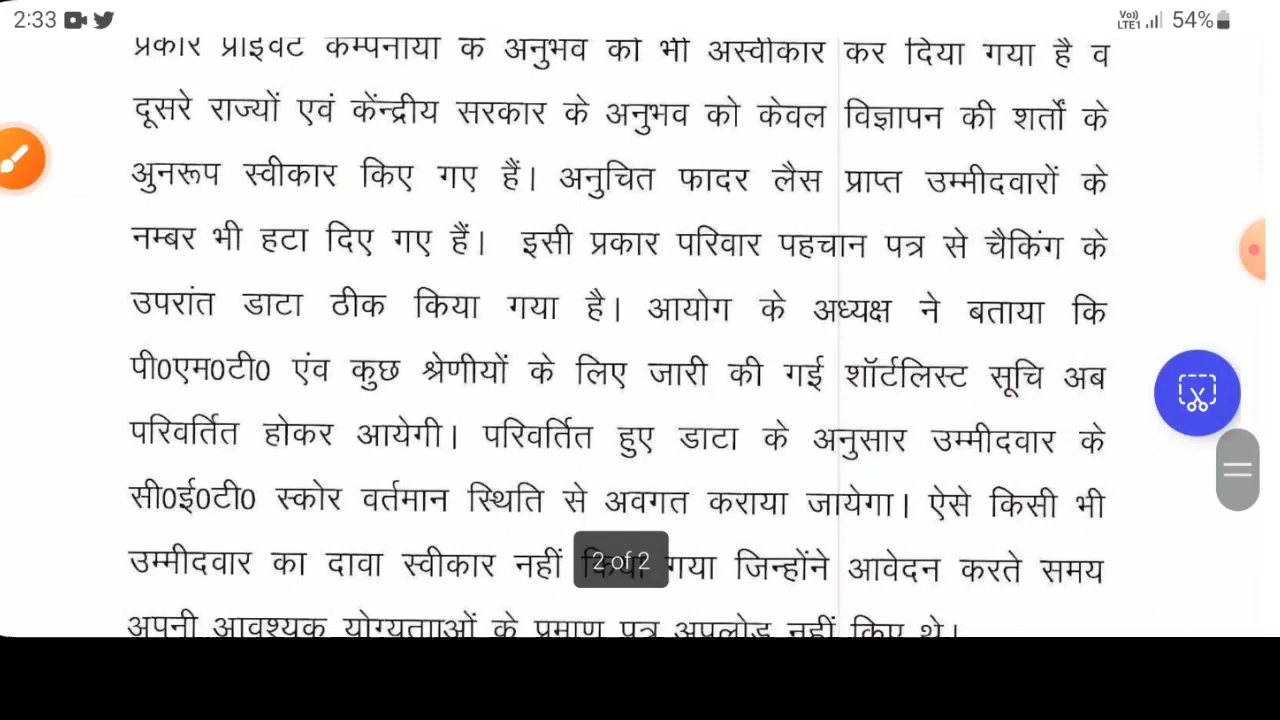 2:33
Vo)) LTE1 54%
प्रकार प्राइवेट कम्पनीयों के अनुभव को भी अस्वीकार कर दिया गया है व
दूसरे राज्यों एवं केंन्द्रीय सरकार के अनुभव को केवल विज्ञापन की शर्तों के
अुनरूप स्वीकार किए गए हैं। अनुचित फादर लैस प्राप्त उम्मीदवारों के
नम्बर भी हटा दिए गए हैं। इसी प्रकार परिवार पहचान पत्र से चैकिंग के
उपरांत डाटा ठीक किया गया है। आयोग के अध्यक्ष ने बताया कि
पी0एम0टी0 एंव कुछ श्रेणीयों के लिए जारी की गई शॉर्टलिस्ट सूचि अब
परिवर्तित होकर आयेगी। परिवर्तित हुए डाटा के अनुसार उम्मीदवार के
सी0ई0टी0 स्कोर वर्तमान स्थिति से अवगत कराया जायेगा। ऐसे किसी भी
उम्मीदवार का दावा स्वीकार नहीं किया गया जिन्होंने आवेदन करते समय
2 of 2
अपनी आवश्यक योग्यतााओं के प्रमाण पत्र अपलोड नहीं किए थे।